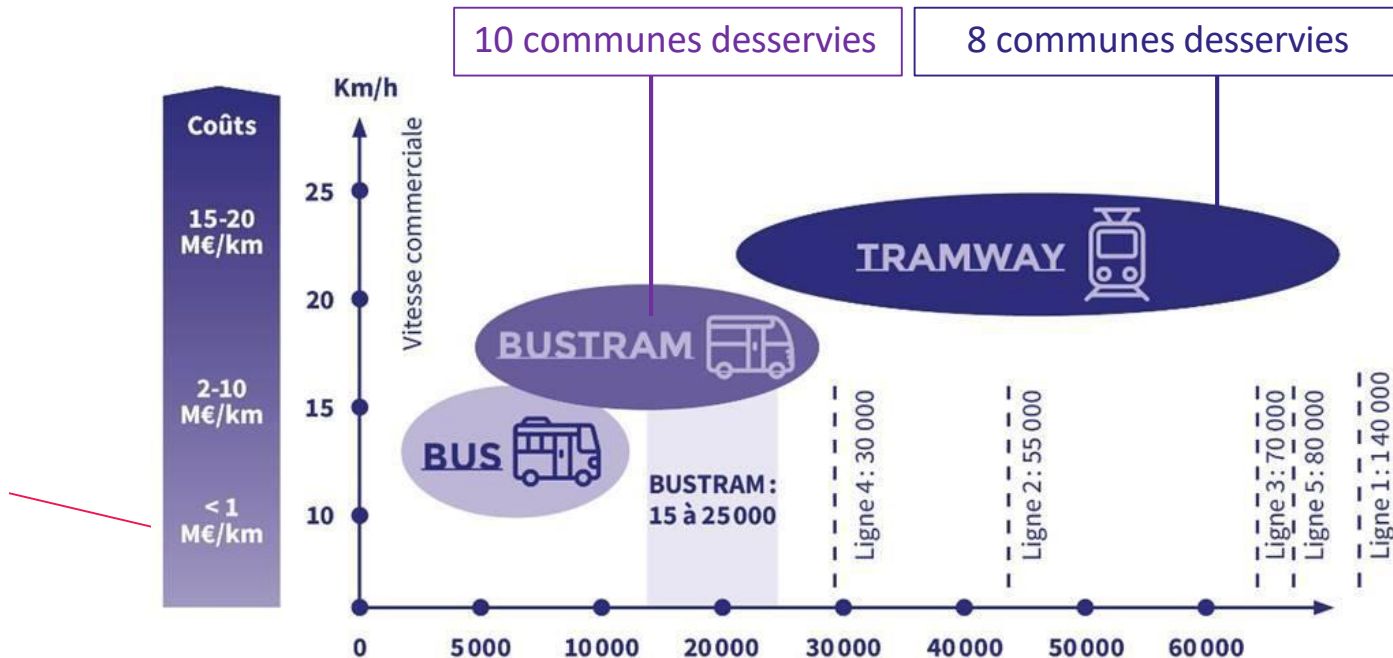 10 communes desservies
8 communes desservies
Coûts
15-20
M€/km
2-10
M€/km
< 1
M€/km
Km/h
Vitesse commerciale
25
20
15
10
TRAMWAY
BUSTRAM
BUS
BUSTRAM :
15 à 25 000
Ligne 4 : 30 000
Ligne 2 : 55 000
Ligne 3 : 70 000
Ligne 5 : 80 000
Ligne 1 : 140 000
0
5000
10000
20000
30000
40000
50000
60000